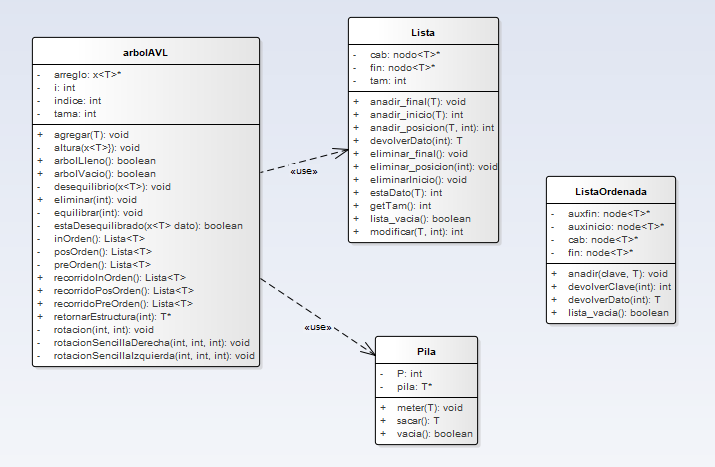 arbolAVL
- arreglo: x<T>*
- i: int
- indice: int
- tama: int
+ agregar(T): void
- altura(x<T>}): void
+ arbolLleno(): boolean
+ arbolVacio(): boolean
- desequilibrio(x<T>): void
+ eliminar(int): void
- equilibrar(int): void
- estaDesequilibrado(x<T> dato): boolean
- inOrden(): Lista<T>
- posOrden(): Lista<T>
- preOrden(): Lista<T>
+ recorridoInOrden(): Lista<T>
+ recorridoPosOrden(): Lista<T>
+ recorridoPreOrden(): Lista<T>
+ retornarEstructura(int): T*
- rotacion(int, int): void
- rotacionSencillaDerecha(int, int, int): void
- rotacionSencillaIzquierda(int, int, int): void
«use»
«use»
Lista
- cab: nodo<T>*
- fin: nodo<T>*
- tam: int
+ anadir_final(T): void
+ anadir_inicio(T): int
+ anadir_posicion(T, int): int
+ devolverDato(int): T
+ eliminar_final(): void
+ eliminar_posicion(int): void
+ eliminarInicio(): void
+ estaDato(T): int
+ getTam(): int
+ lista_vacia(): boolean
+ modificar(T, int): int
Pila
- P: int
- pila: T*
+ meter(T): void
+ sacar(): T
+ vacia(): boolean
ListaOrdenada
- auxfin: node<T>*
- auxinicio: node<T>*
- cab: node<T>*
- fin: node<T>*
+ anadir(clave, T): void
+ devolverClave(int): int
+ devolverDato(int): T
+ lista_vacia(): boolean